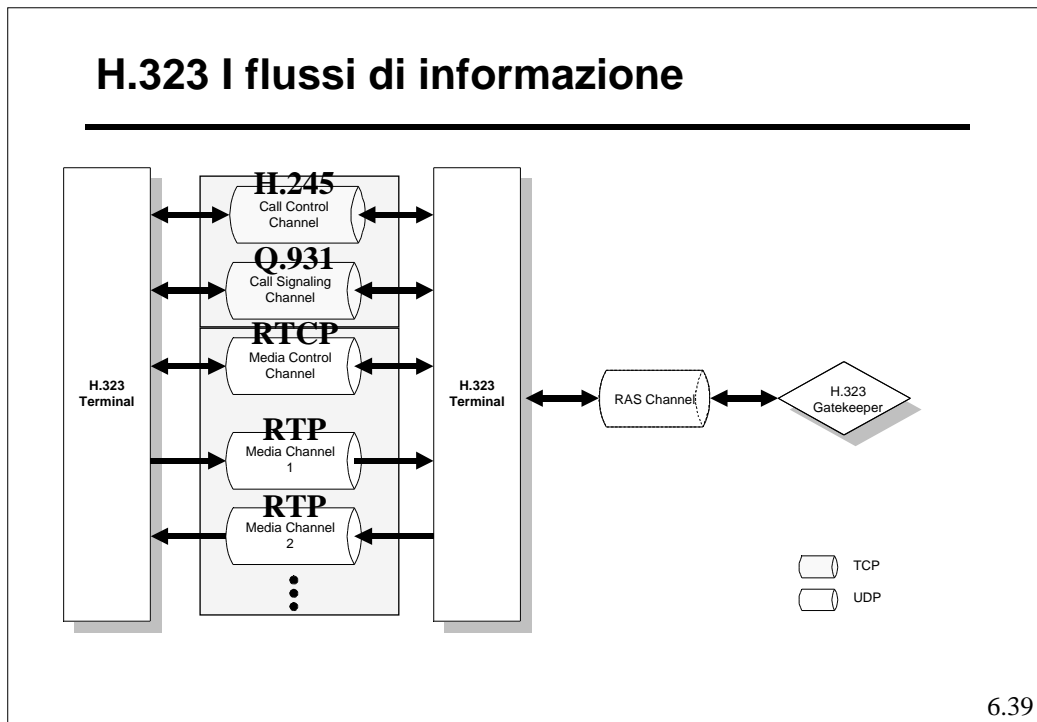 H.323 I flussi di informazione
H.323
Terminal
H.245
Call Control
Channel
Q.931
Call Signaling
Channel
RTCP
Media Control
Channel
RTP
Media Channel
1
RTP
Media Channel
2
H.323
Terminal
RAS Channel
H.323
Gatekeeper
TCP
UDP
6.39